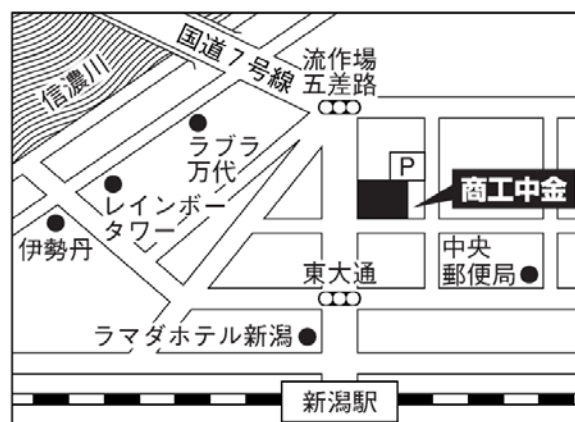 国道7号線
流作場
五差路
信濃川
ラブラ
万代
P
商工中金
レインボー
タワー
伊勢丹
中央
郵便局
東大通
ラマダホテル新潟
新潟駅